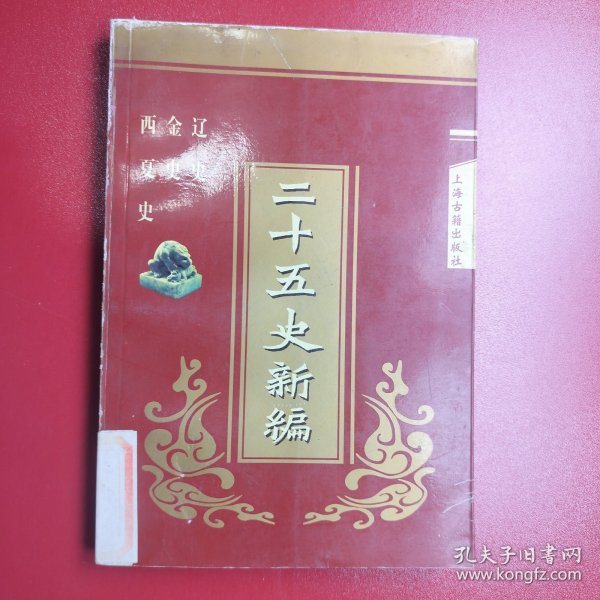 辽史
金史
西夏史
二十五史新编
上海古籍出版社
孔夫子旧书网
www.kongfz.com